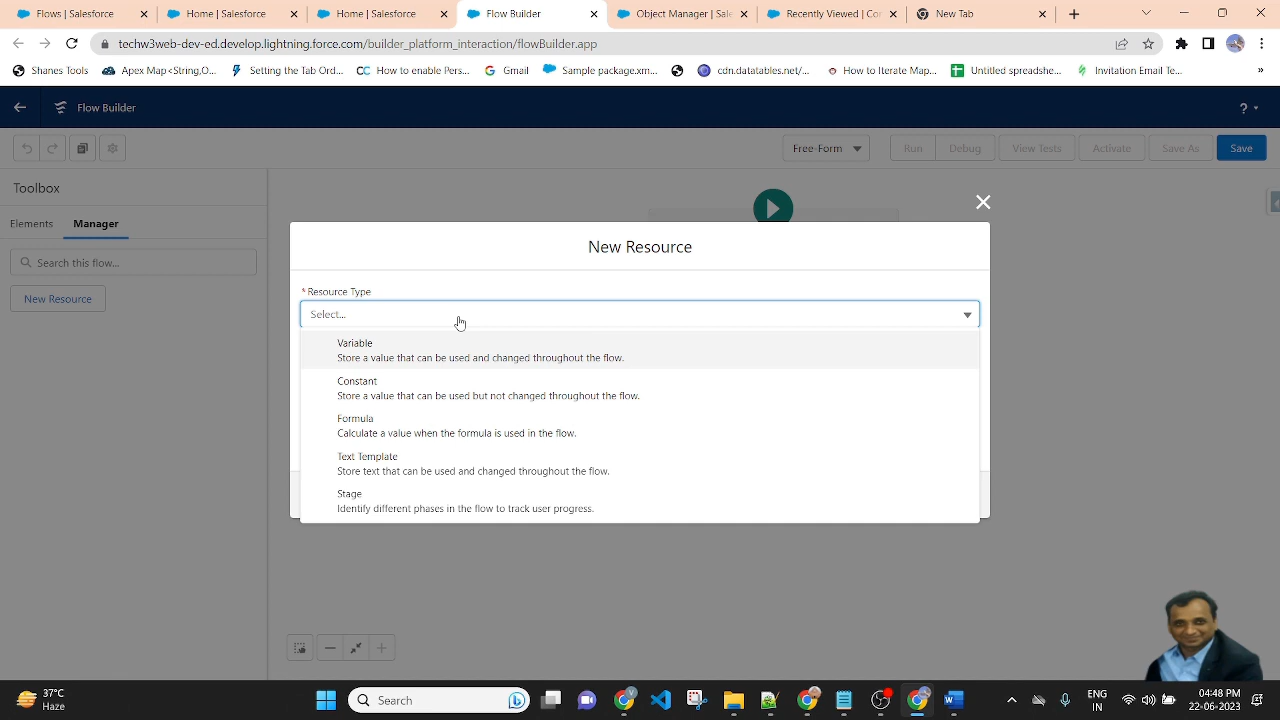 Flows | Salesforce
Home | Salesforce
Home | Salesforce
Flow Builder
Object Manager | Sale
Recently Viewed | Con
New Tab
techw3web-dev-ed.develop.lightning.force.com/builder_platform_interaction/flowBuilder.app
Shanes Tools
Apex Map<String,O...
Setting the Tab Ord...
CC How to enable Pers...
Gmail
Sample package.xm...
cdn.datatables.net/...
How to Iterate Map...
Untitled spreadshe...
Invitation Email Te...
»
Flow Builder
?
Free-Form
Run
Debug
View Tests
Activate
Save As
Save
Toolbox
Elements
Manager
Search this flow...
New Resource
New Resource
* Resource Type
Select...
Variable
Store a value that can be used and changed throughout the flow.
Constant
Store a value that can be used but not changed throughout the flow.
Formula
Calculate a value when the formula is used in the flow.
Text Template
Store text that can be used and changed throughout the flow.
Stage
Identify different phases in the flow to track user progress.
37°C
Haze
Search
ENG
IN
04:48 PM
22-06-2023